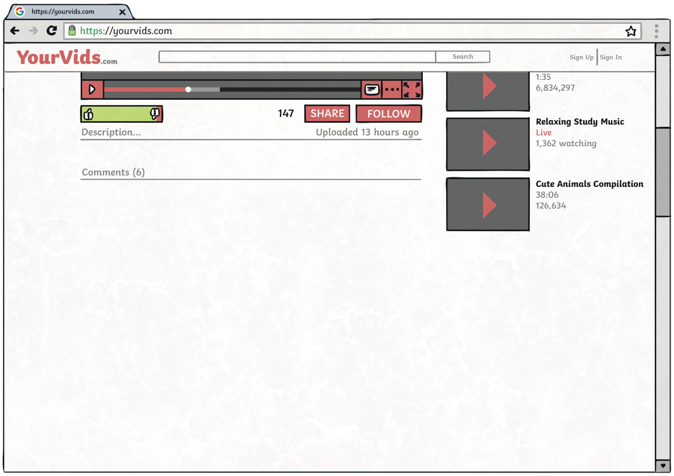 https://yourvids.com
https://yourvids.com
YourVids.com
Search
Sign Up
Sign In
1:35
6,834,297
147
SHARE
FOLLOW
Description...
Uploaded 13 hours ago
Relaxing Study Music
Live
1,362 watching
Comments (6)
Cute Animals Compilation
38:06
126,634